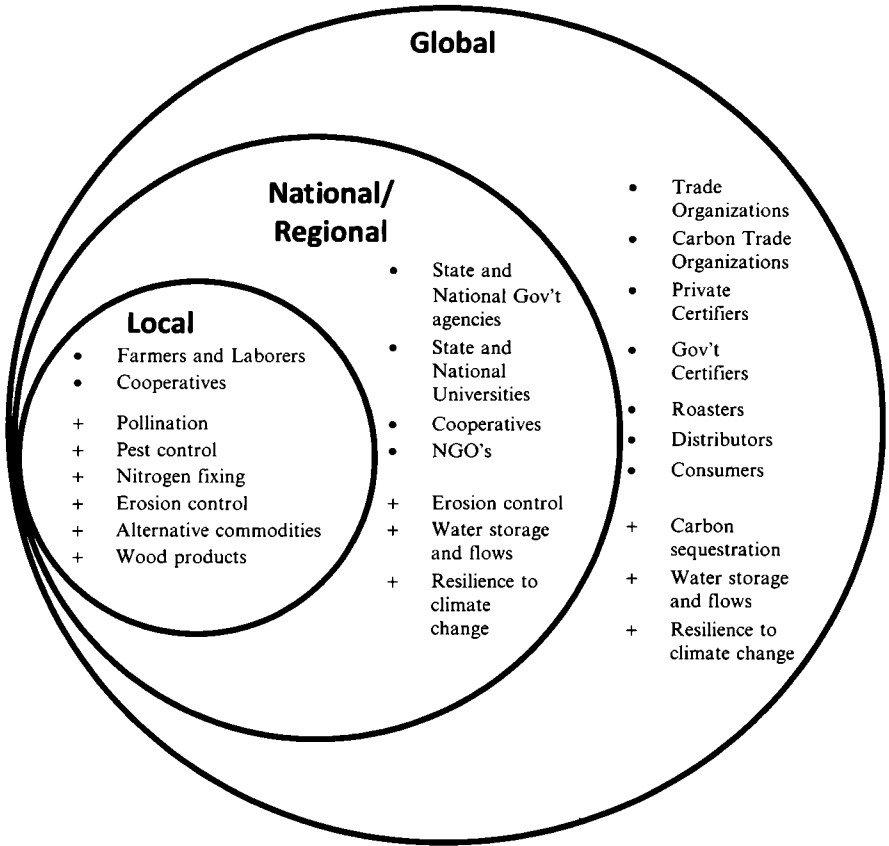 Global
National/
Regional
Local
• Farmers and Laborers
• Cooperatives
+ Pollination
+ Pest control
+ Nitrogen fixing
+ Erosion control
+ Alternative commodities
+ Wood products
• State and
National Gov't
agencies
• State and
National
Universities
• Cooperatives
• NGO's
+ Erosion control
+ Water storage
and flows
+ Resilience to
climate
change
• Trade
Organizations
• Carbon Trade
Organizations
• Private
Certifiers
• Gov't
Certifiers
• Roasters
• Distributors
• Consumers
+ Carbon
sequestration
+ Water storage
and flows
+ Resilience to
climate change